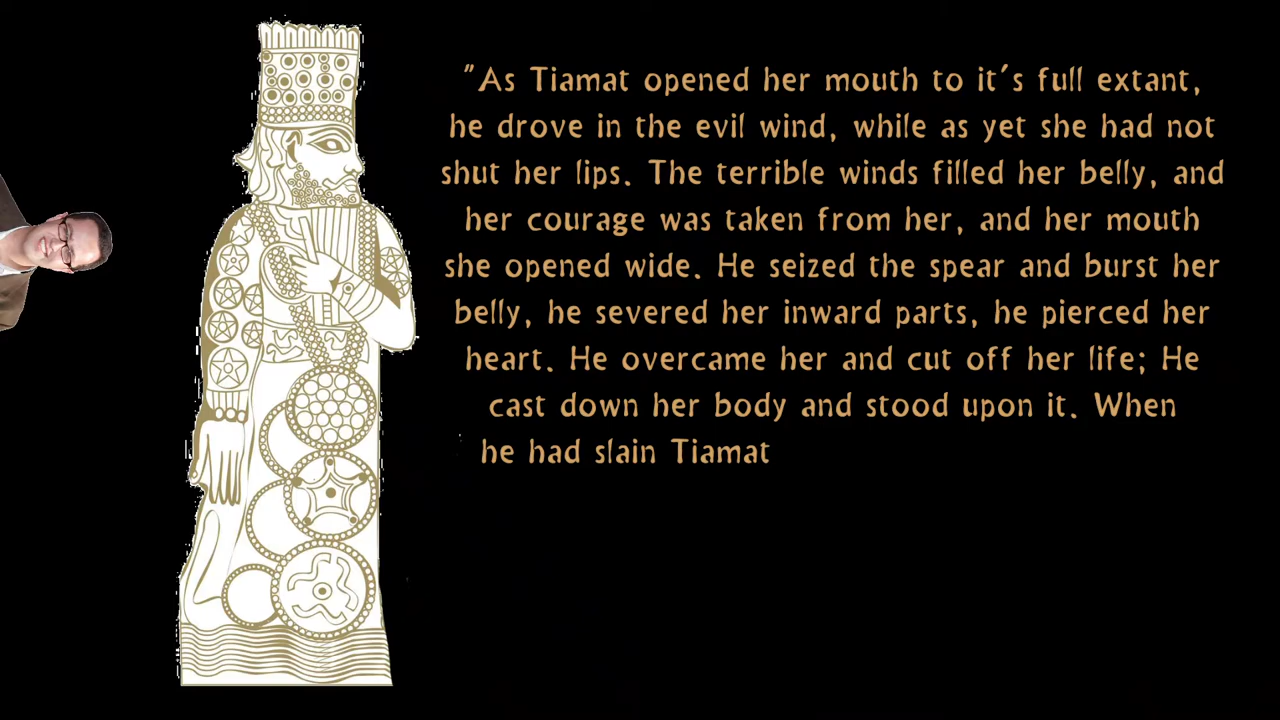 "As Tiamat opened her mouth to it's full extant,
he drove in the evil wind, while as yet she had not
shut her lips. The terrible winds filled her belly, and
her courage was taken from her, and her mouth
she opened wide. He seized the spear and burst her
belly, he severed her inward parts, he pierced her
heart. He overcame her and cut off her life; He
cast down her body and stood upon it. When
he had slain Tiamat